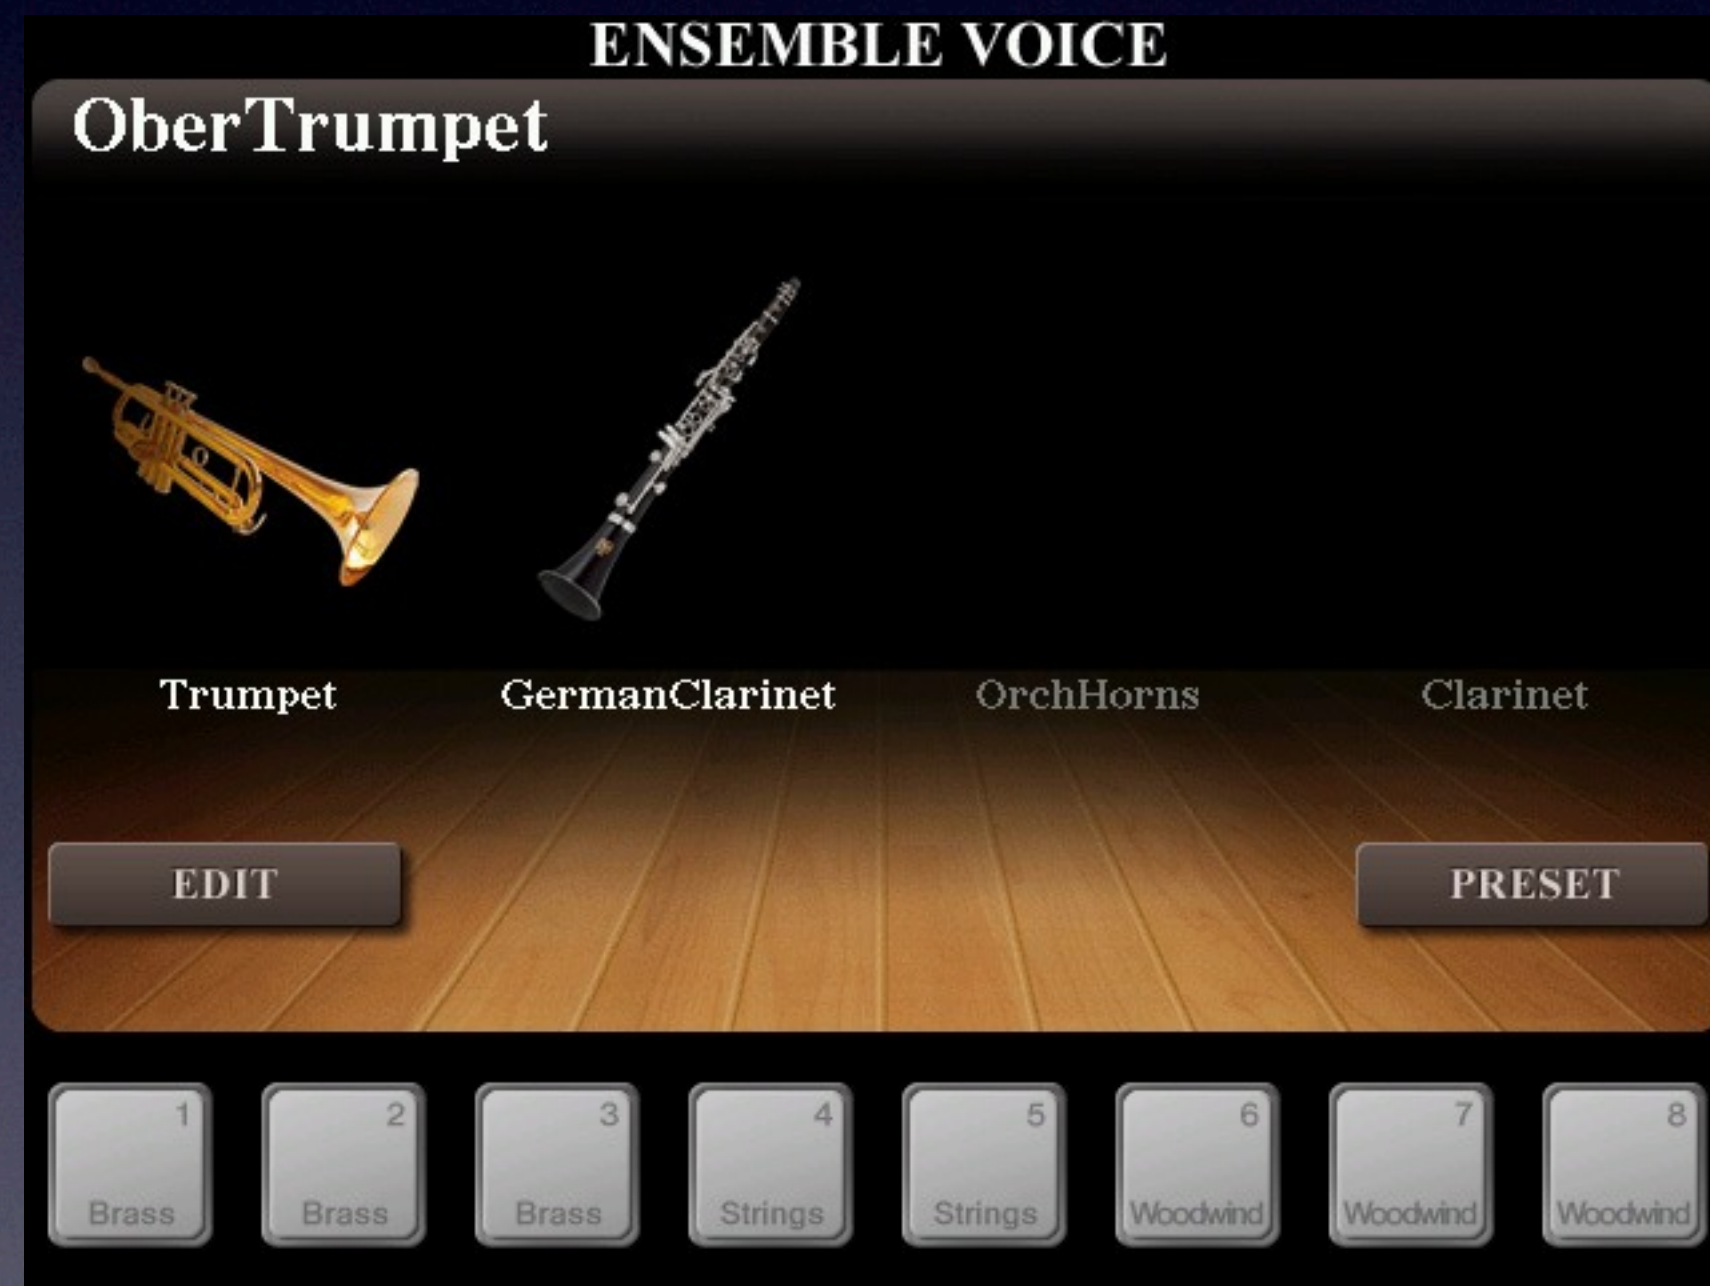 ENSEMBLE VOICE
OberTrumpet
Trumpet GermanClarinet OrchHorns Clarinet
EDIT PRESET
1 2 3 4 5 6 7 8
Brass Brass Brass Strings Strings Woodwind Woodwind Woodwind